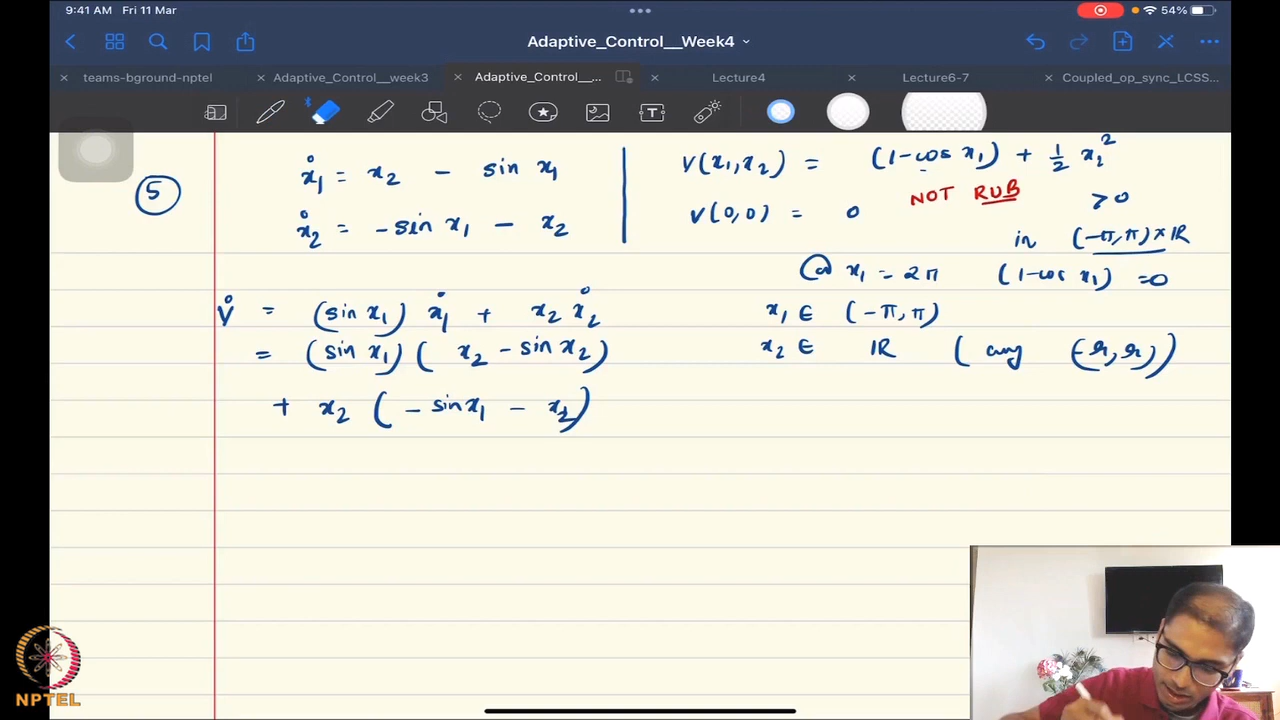 9:41 AM Fri 11 Mar
54%
Adaptive_Control__Week4
teams-bground-nptel
Adaptive_Control__week3
Adaptive_Control__...
Lecture4
Lecture6-7
Coupled_op_sync_LCSS...
5
ẋ₁ = x₂ - sin x₁
ẋ₂ = -sin x₁ - x₂
V(x₁,x₂) = (1-cos x₁) + ½ x₂²
NOT RUB
V(0,0) = 0
>0
in (-π,π)×ℝ
@ x₁ = 2π (1-cos x₁) =0
x₁ ∈ (-π,π)
x₂ ∈ ℝ (any (-r,r))
V̇ = (sin x₁) ẋ₁ + x₂ ẋ₂
= (sin x₁)(x₂ - sin x₂)
+ x₂ (-sin x₁ - x₂)
NPTEL